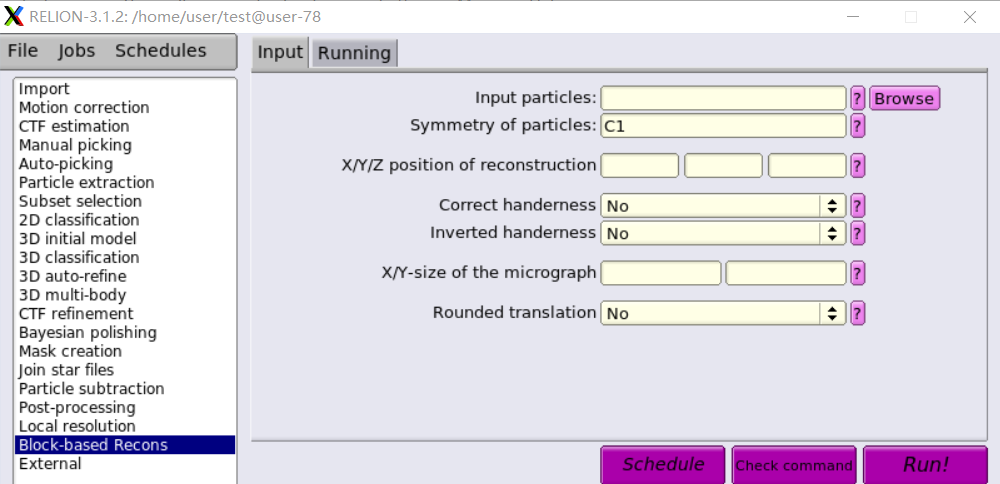 RELION-3.1.2: /home/user/test@user-78
File Jobs Schedules
Import
Motion correction
CTF estimation
Manual picking
Auto-picking
Particle extraction
Subset selection
2D classification
3D initial model
3D classification
3D auto-refine
3D multi-body
CTF refinement
Bayesian polishing
Mask creation
Join star files
Particle subtraction
Post-processing
Local resolution
Block-based Recons
External
Input Running
Input particles: ? Browse
Symmetry of particles: C1 ?
X/Y/Z position of reconstruction ?
Correct handerness No ?
Inverted handerness No ?
X/Y-size of the micrograph ?
Rounded translation No ?
Schedule Check command Run!